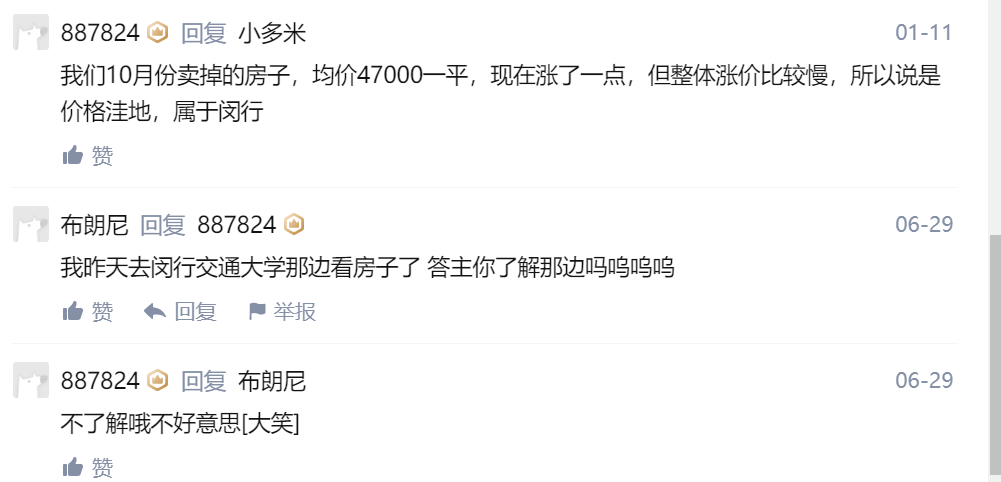 887824 回复 小多米 01-11
我们10月份卖掉的房子，均价47000一平，现在涨了一点，但整体涨价比较慢，所以说是
价格洼地，属于闵行
赞
布朗尼 回复 887824 06-29
我昨天去闵行交通大学那边看房子了 答主你了解那边吗呜呜呜
赞 回复 举报
887824 回复 布朗尼 06-29
不了解哦不好意思[大笑]
赞